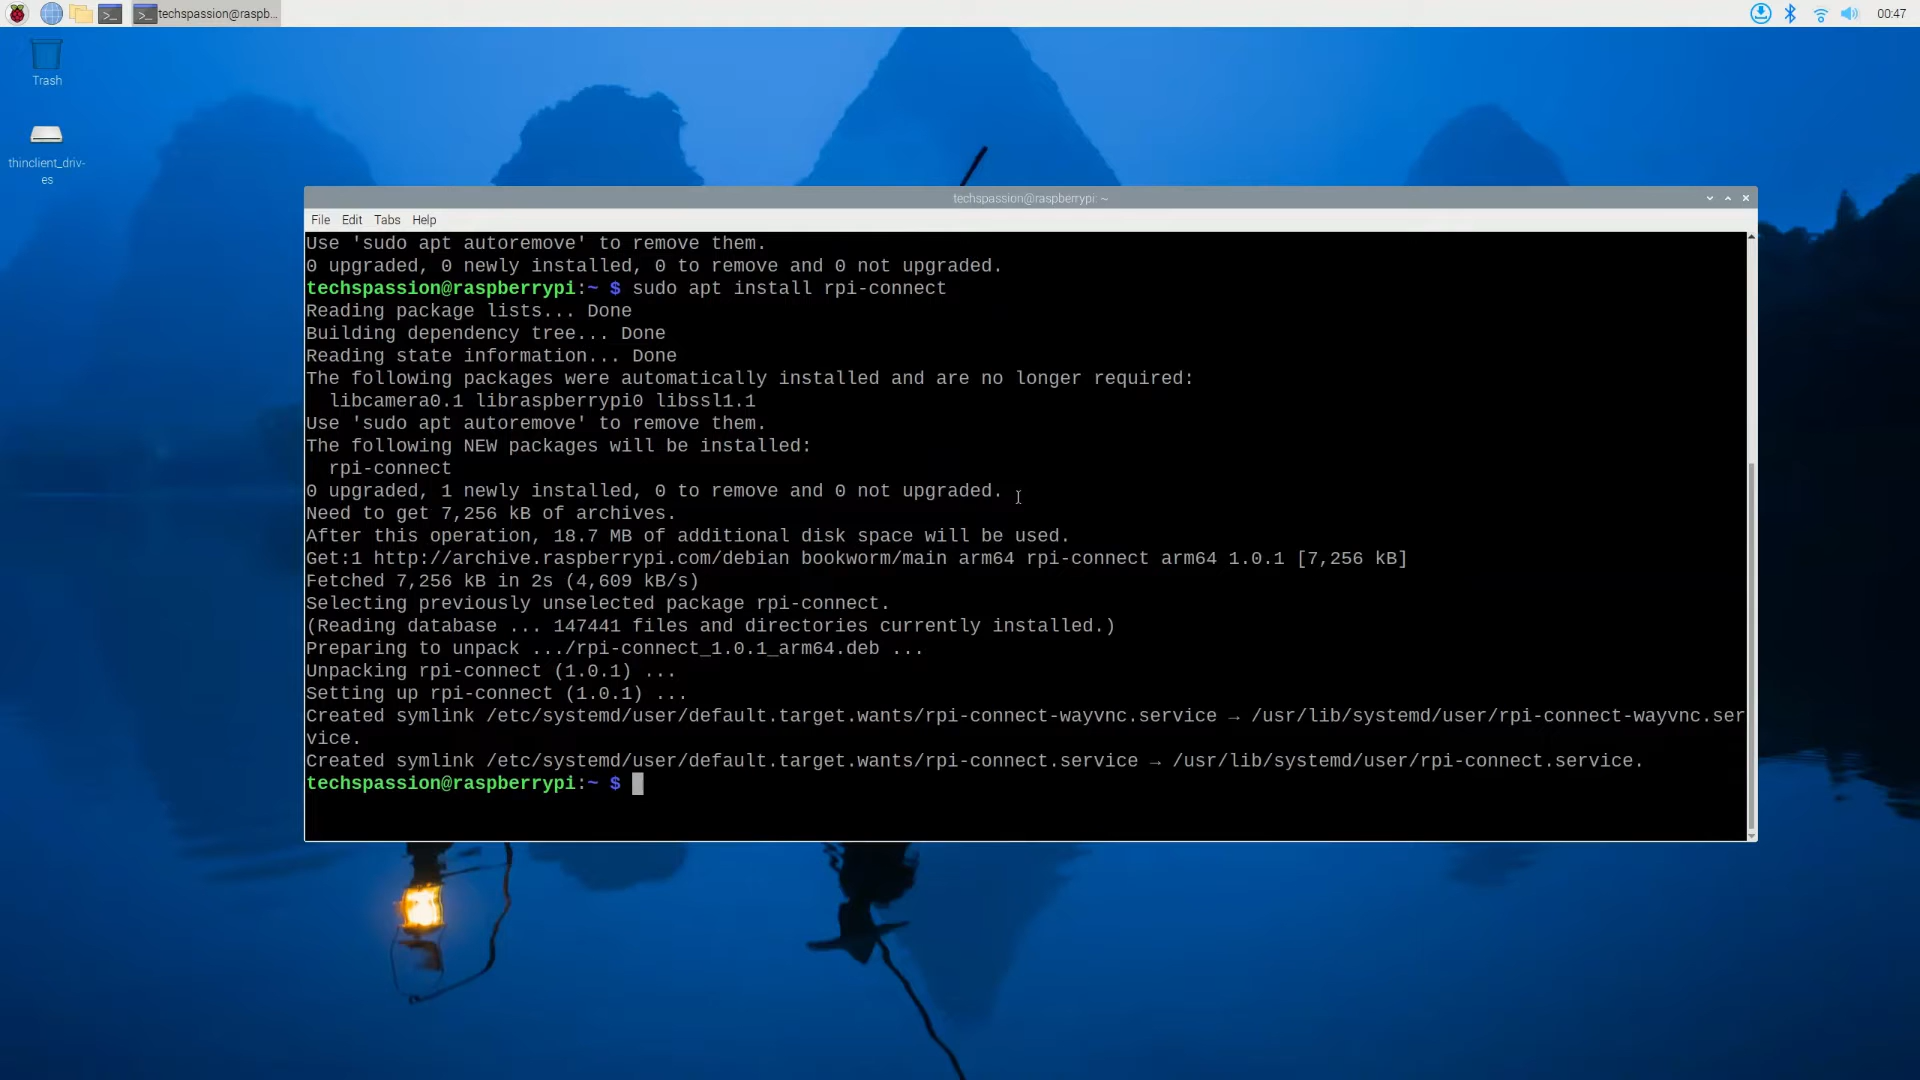 techspassion@raspb...
00:47
Trash
thinclient_driv-
es
techspassion@raspberrypi: ~
File Edit Tabs Help
Use 'sudo apt autoremove' to remove them.
0 upgraded, 0 newly installed, 0 to remove and 0 not upgraded.
techspassion@raspberrypi:~ $ sudo apt install rpi-connect
Reading package lists... Done
Building dependency tree... Done
Reading state information... Done
The following packages were automatically installed and are no longer required:
  libcamera0.1 libraspberrypi0 libssl1.1
Use 'sudo apt autoremove' to remove them.
The following NEW packages will be installed:
  rpi-connect
0 upgraded, 1 newly installed, 0 to remove and 0 not upgraded.
Need to get 7,256 kB of archives.
After this operation, 18.7 MB of additional disk space will be used.
Get:1 http://archive.raspberrypi.com/debian bookworm/main arm64 rpi-connect arm64 1.0.1 [7,256 kB]
Fetched 7,256 kB in 2s (4,609 kB/s)
Selecting previously unselected package rpi-connect.
(Reading database ... 147441 files and directories currently installed.)
Preparing to unpack .../rpi-connect_1.0.1_arm64.deb ...
Unpacking rpi-connect (1.0.1) ...
Setting up rpi-connect (1.0.1) ...
Created symlink /etc/systemd/user/default.target.wants/rpi-connect-wayvnc.service → /usr/lib/systemd/user/rpi-connect-wayvnc.ser
vice.
Created symlink /etc/systemd/user/default.target.wants/rpi-connect.service → /usr/lib/systemd/user/rpi-connect.service.
techspassion@raspberrypi:~ $